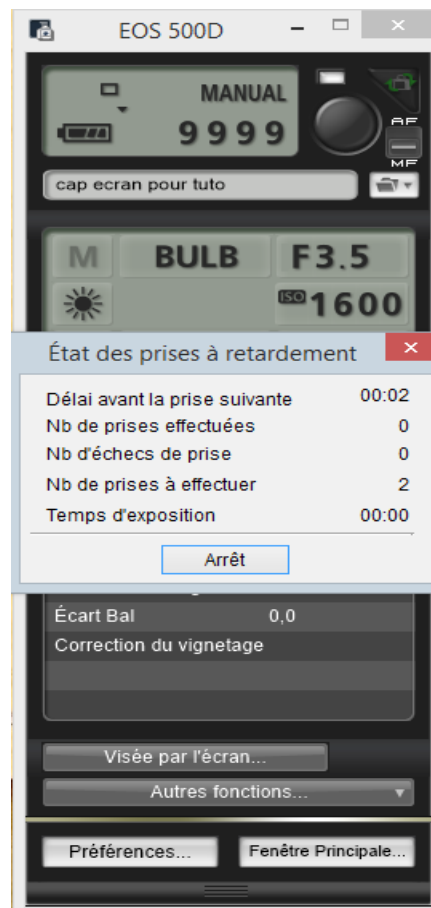 EOS 500D
MANUAL
9999
AF
MF
cap ecran pour tuto
M BULB F3.5
ISO 1600
État des prises à retardement
Délai avant la prise suivante 00:02
Nb de prises effectuées 0
Nb d'échecs de prise 0
Nb de prises à effectuer 2
Temps d'exposition 00:00
Arrêt
Écart Bal 0,0
Correction du vignetage
Visée par l'écran...
Autres fonctions...
Préférences... Fenêtre Principale...